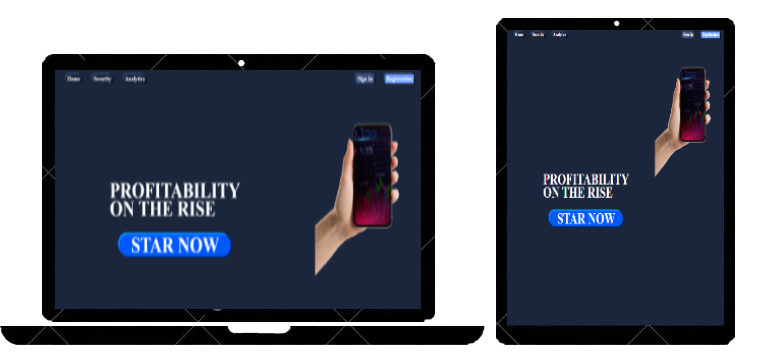 Home Security Analytics Sign In Registration
PROFITABILITY
ON THE RISE
STAR NOW
Home Security Analytics Sign In Registration
PROFITABILITY
ON THE RISE
STAR NOW